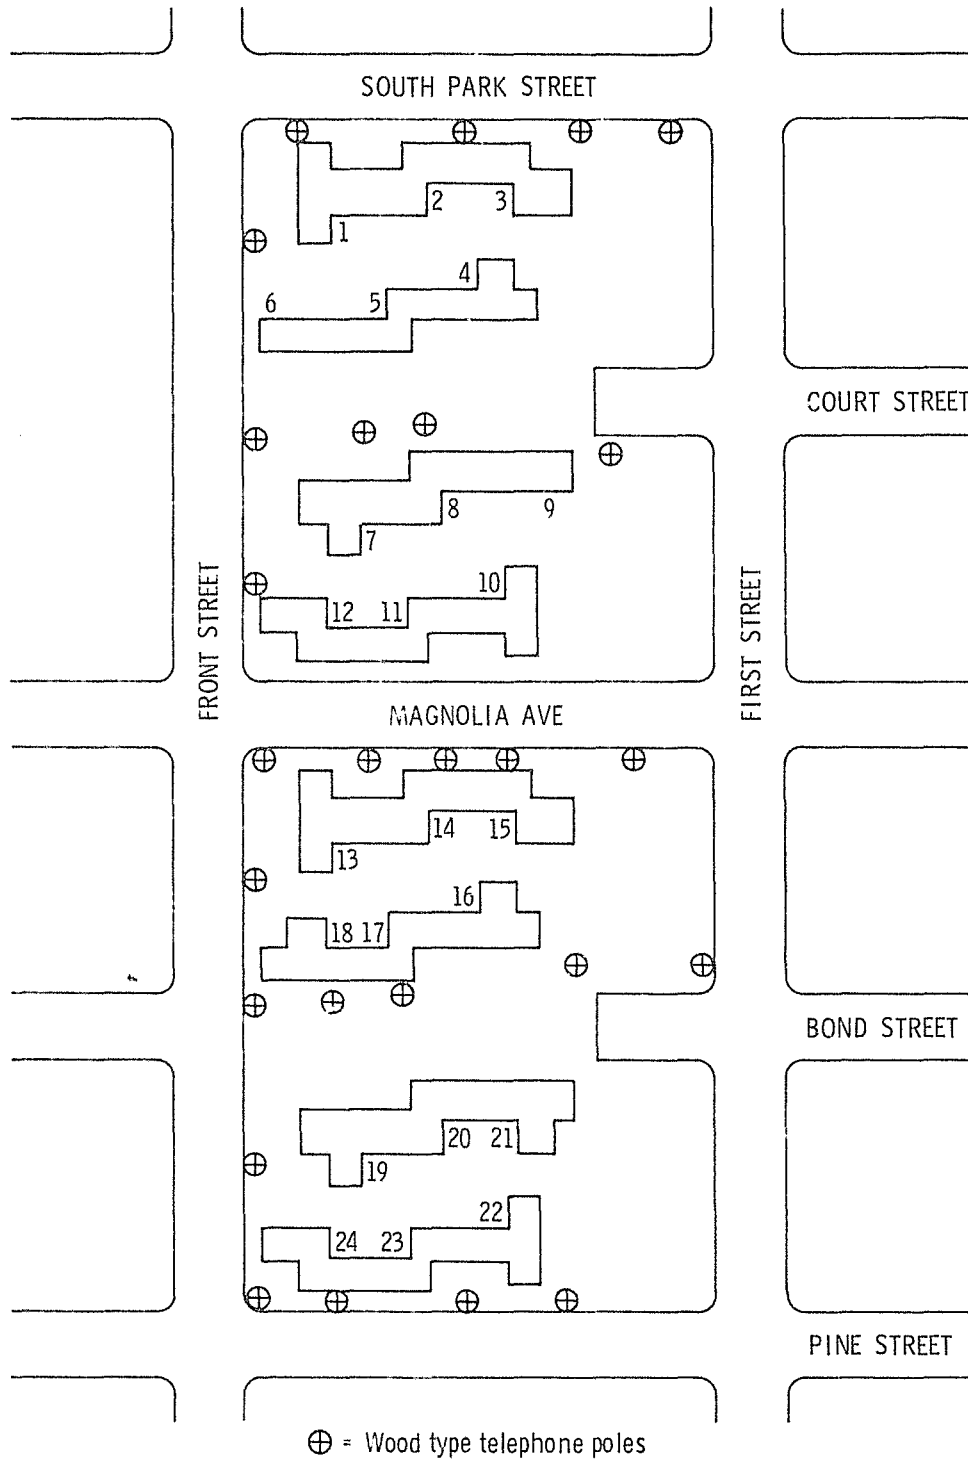 SOUTH PARK STREET
2 3
1
4
6 5
COURT STREET
8 9
7
10
12 11
FRONT STREET
FIRST STREET
MAGNOLIA AVE
14 15
13
16
18 17
BOND STREET
20 21
19
22
24 23
PINE STREET
⊕ = Wood type telephone poles